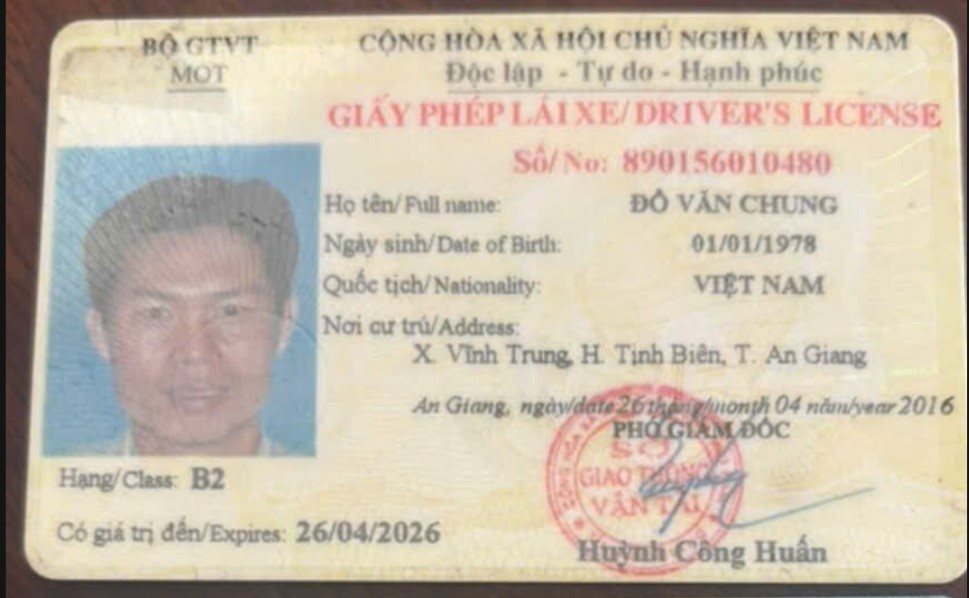 BỘ GTVT
MOT
CỘNG HÒA XÃ HỘI CHỦ NGHĨA VIỆT NAM
Độc lập - Tự do - Hạnh phúc
GIẤY PHÉP LÁI XE/DRIVER'S LICENSE
Số/No: 890156010480
Họ tên/Full name: ĐỖ VĂN CHUNG
Ngày sinh/Date of Birth: 01/01/1978
Quốc tịch/Nationality: VIỆT NAM
Nơi cư trú/Address:
X. Vĩnh Trung, H. Tịnh Biên, T. An Giang
An Giang, ngày/date 26 tháng/month 04 năm/year 2016
PHÓ GIÁM ĐỐC
SỞ
GIAO THÔNG
VẬN TẢI
Hạng/Class: B2
Có giá trị đến/Expires: 26/04/2026
Huỳnh Công Huấn